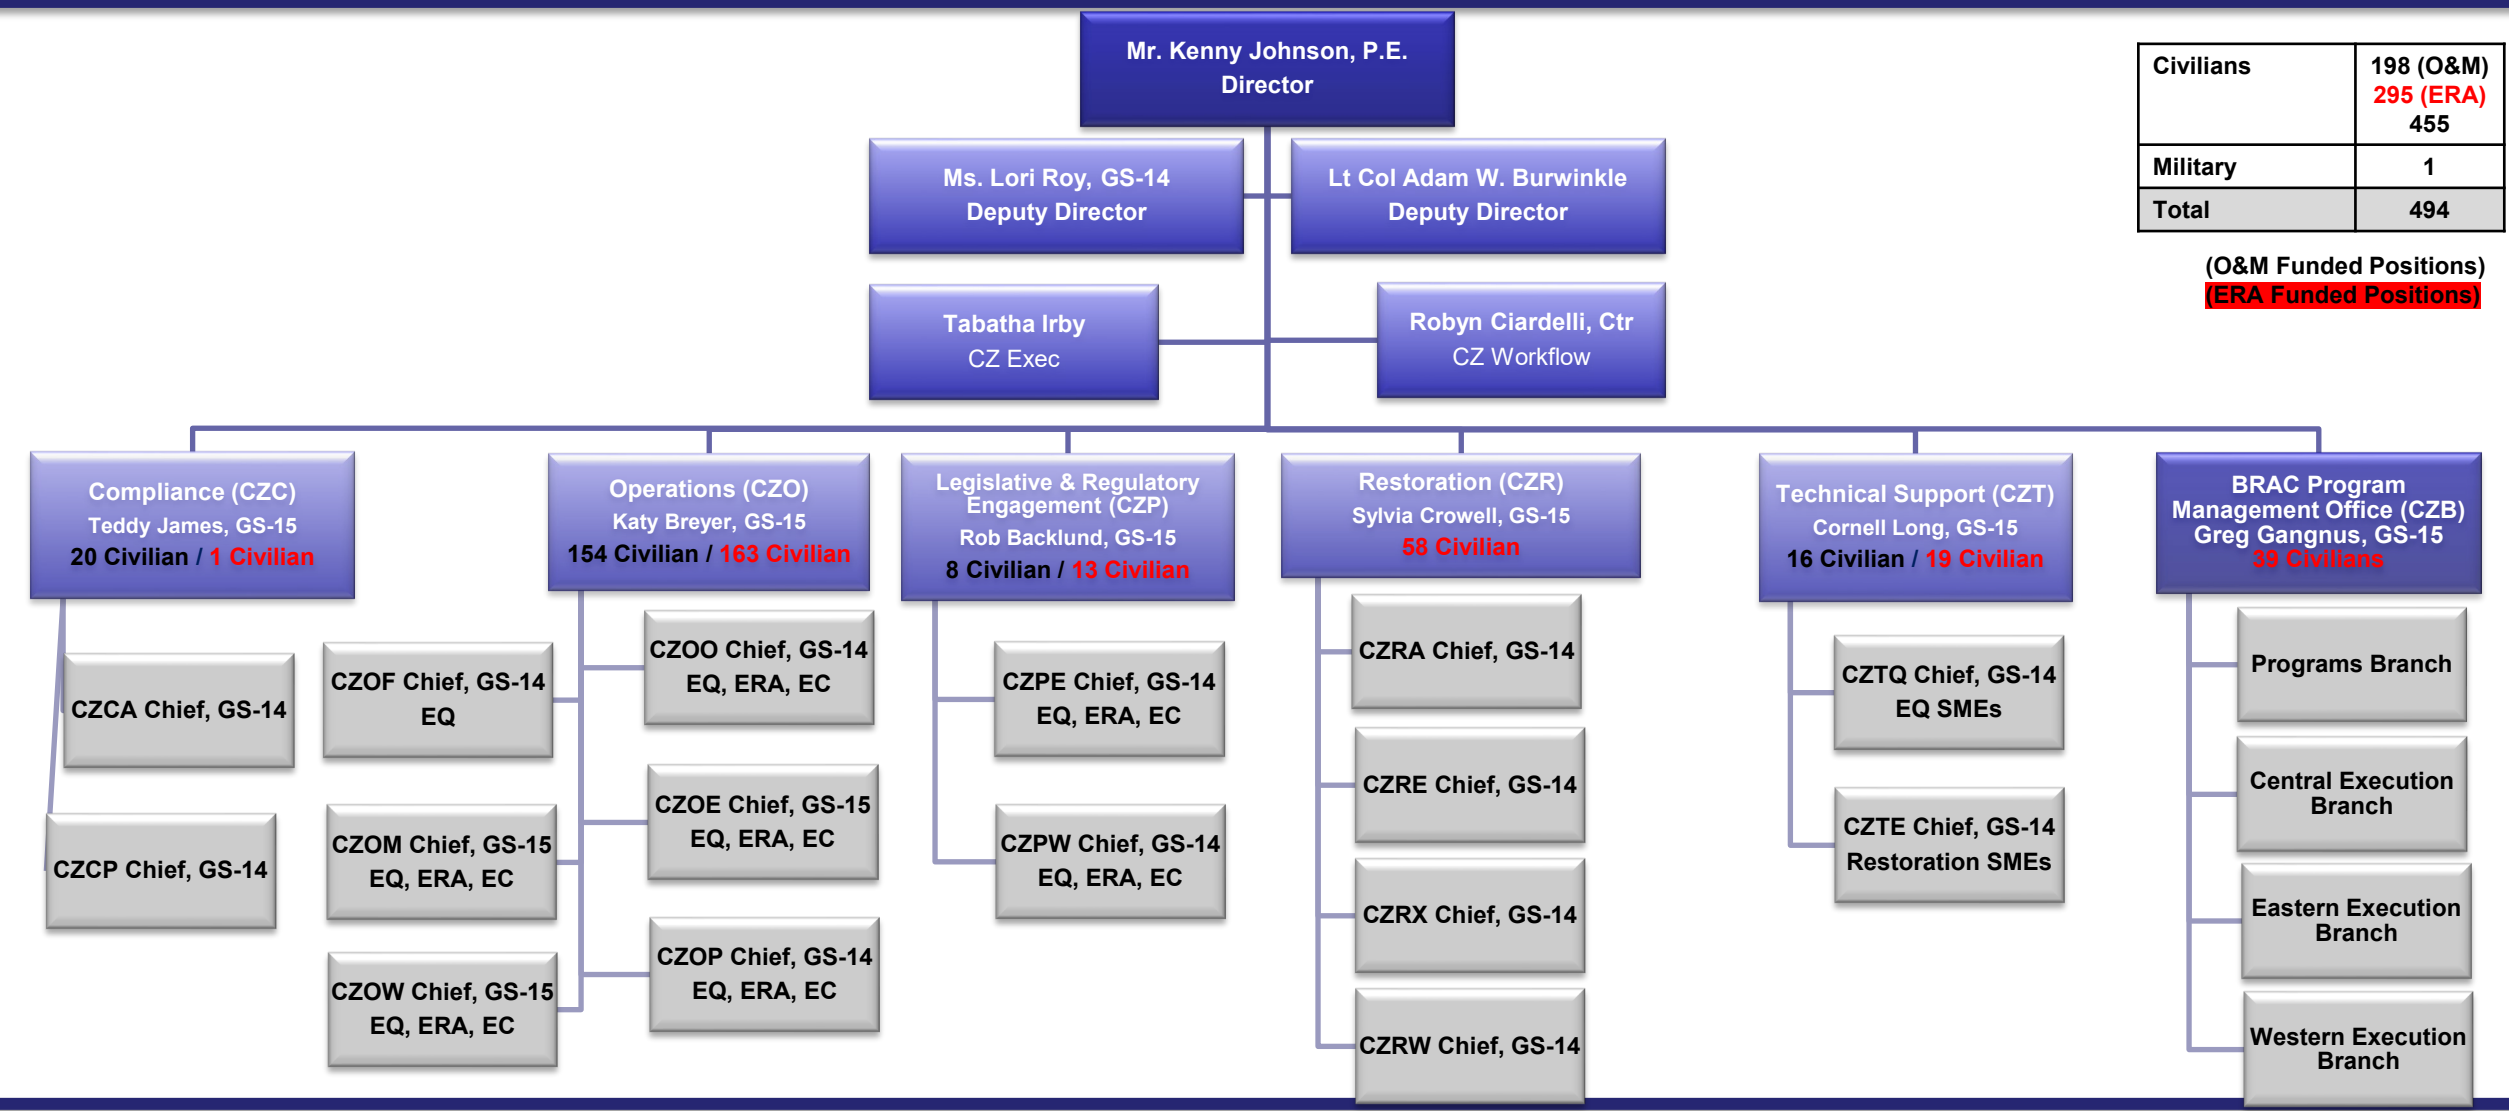 Mr. Kenny Johnson, P.E.
Director
Civilians
198 (O&M)
295 (ERA)
455
Military
1
Total
494
(O&M Funded Positions)
(ERA Funded Positions)
Ms. Lori Roy, GS-14
Deputy Director
Lt Col Adam W. Burwinkle
Deputy Director
Tabatha Irby
CZ Exec
Robyn Ciardelli, Ctr
CZ Workflow
Compliance (CZC)
Teddy James, GS-15
20 Civilian / 1 Civilian
CZCA Chief, GS-14
CZCP Chief, GS-14
Operations (CZO)
Katy Breyer, GS-15
154 Civilian / 163 Civilian
CZOF Chief, GS-14
EQ
CZOO Chief, GS-14
EQ, ERA, EC
CZOM Chief, GS-15
EQ, ERA, EC
CZOE Chief, GS-15
EQ, ERA, EC
CZOW Chief, GS-15
EQ, ERA, EC
CZOP Chief, GS-14
EQ, ERA, EC
Legislative & Regulatory
Engagement (CZP)
Rob Backlund, GS-15
8 Civilian / 13 Civilian
CZPE Chief, GS-14
EQ, ERA, EC
CZPW Chief, GS-14
EQ, ERA, EC
Restoration (CZR)
Sylvia Crowell, GS-15
58 Civilian
CZRA Chief, GS-14
CZRE Chief, GS-14
CZRX Chief, GS-14
CZRW Chief, GS-14
Technical Support (CZT)
Cornell Long, GS-15
16 Civilian / 19 Civilian
CZTQ Chief, GS-14
EQ SMEs
CZTE Chief, GS-14
Restoration SMEs
BRAC Program
Management Office (CZB)
Greg Gangnus, GS-15
39 Civilians
Programs Branch
Central Execution
Branch
Eastern Execution
Branch
Western Execution
Branch